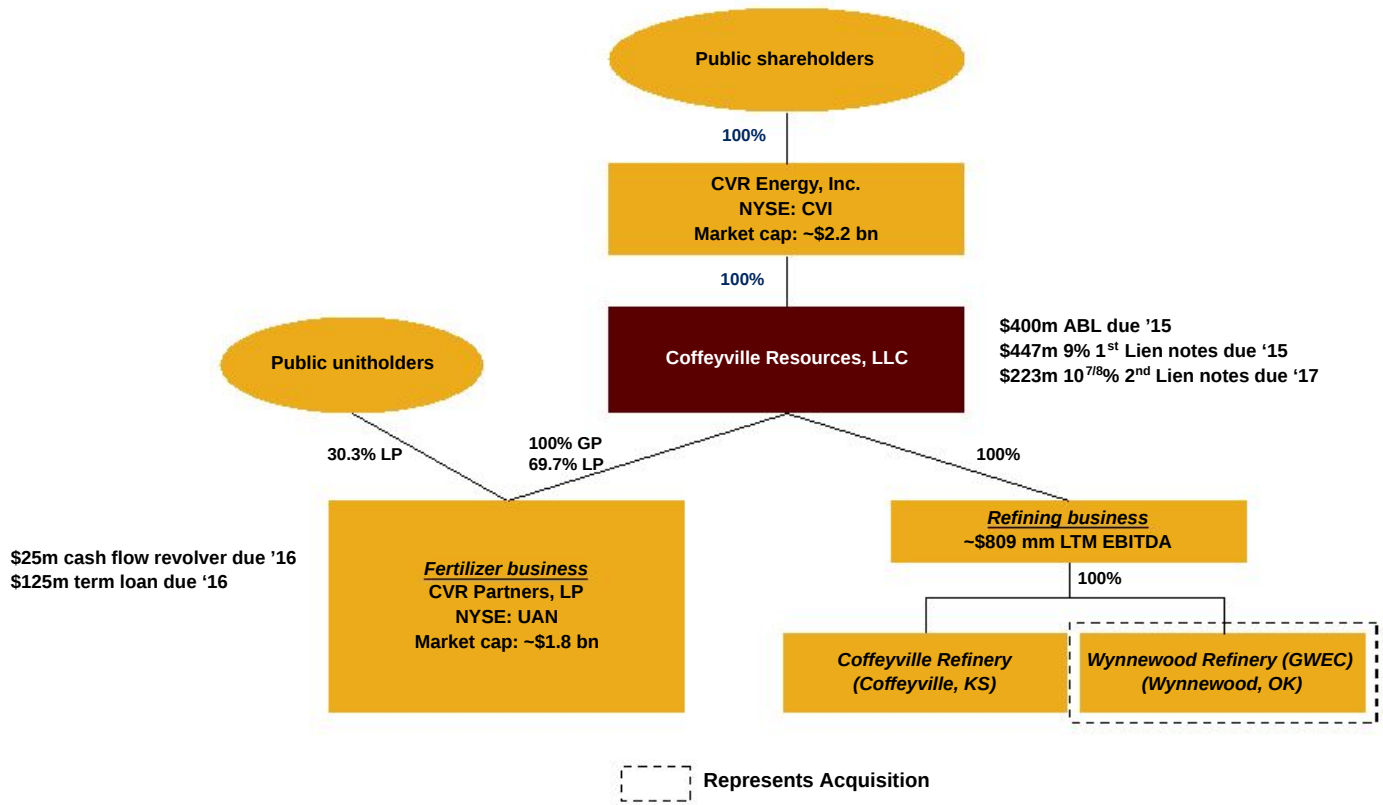 Public shareholders
100%
CVR Energy, Inc.
NYSE: CVI
Market cap: ~$2.2 bn
100%
Coffeyville Resources, LLC
$400m ABL due ’15
$447m 9% 1st Lien notes due ‘15
$223m 10 7/8% 2nd Lien notes due ‘17
Public unitholders
30.3% LP
100% GP
69.7% LP
100%
$25m cash flow revolver due ’16
$125m term loan due ‘16
Fertilizer business
CVR Partners, LP
NYSE: UAN
Market cap: ~$1.8 bn
Refining business
~$809 mm LTM EBITDA
100%
Coffeyville Refinery
(Coffeyville, KS)
Wynnewood Refinery (GWEC)
(Wynnewood, OK)
Represents Acquisition